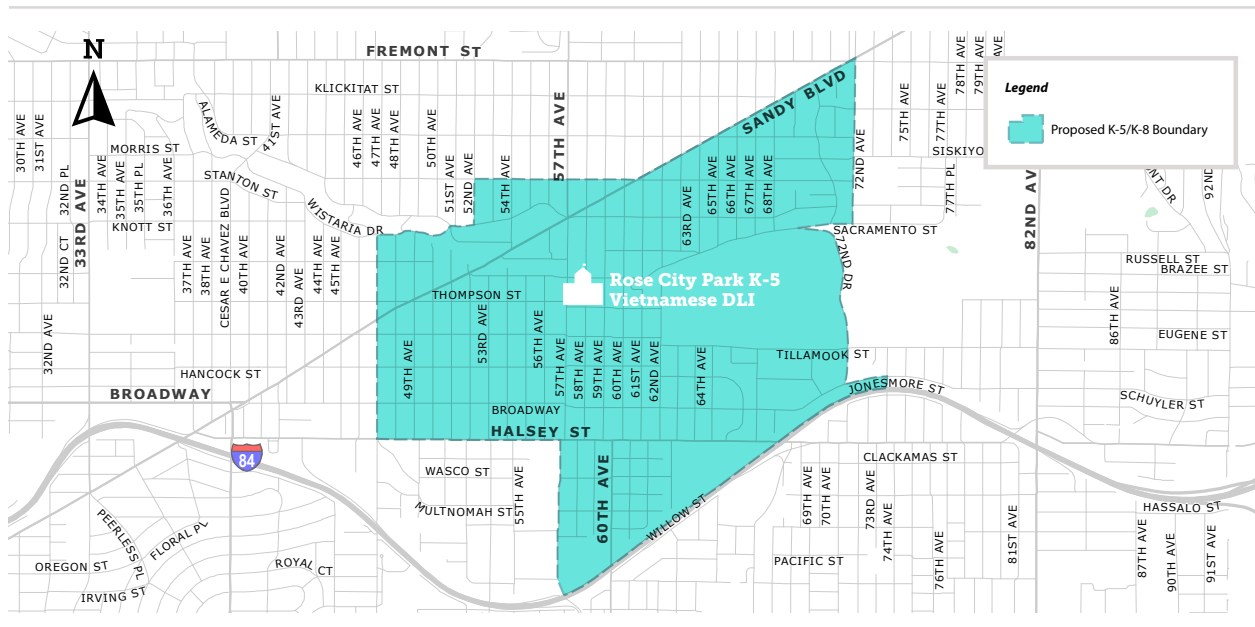 N
FREMONT ST
KLICKITAT ST
ALAMEDA ST
41ST AVE
30TH AVE
31ST AVE
46TH AVE
47TH AVE
48TH AVE
50TH AVE
57TH AVE
SANDY BLVD
75TH AVE
77TH AVE
78TH AVE
79TH AVE
AVE
Legend
Proposed K-5/K-8 Boundary
MORRIS ST
SISKIYO
32ND PL
33RD AVE
34TH AVE
35TH AVE
35TH PL
36TH AVE
STANTON ST
WISTARIA DR
51ST AVE
52ND AVE
54TH AVE
63RD AVE
65TH AVE
66TH AVE
67TH AVE
68TH AVE
72ND AVE
77TH PL
82ND AV
NT DR
92ND
KNOTT ST
SACRAMENTO ST
32ND CT
37TH AVE
38TH AVE
CESAR E CHAVEZ BLVD
40TH AVE
42ND AVE
43RD AVE
44TH AVE
45TH AVE
72ND DR
RUSSELL ST
BRAZEE ST
Rose City Park K-5
Vietnamese DLI
THOMPSON ST
32ND AVE
49TH AVE
53RD AVE
56TH AVE
57TH AVE
58TH AVE
59TH AVE
60TH AVE
61ST AVE
62ND AVE
64TH AVE
86TH AVE
EUGENE ST
TILLAMOOK ST
HANCOCK ST
BROADWAY
JONESMORE ST
SCHUYLER ST
BROADWAY
HALSEY ST
84
WASCO ST
CLACKAMAS ST
55TH AVE
60TH AVE
MULTNOMAH ST
WILLOW ST
69TH AVE
70TH AVE
73RD AVE
74TH AVE
76TH AVE
81ST AVE
HASSALO ST
PEERLESS PL
FLORAL PL
87TH AVE
90TH AVE
91ST AVE
OREGON ST
ROYAL CT
PACIFIC ST
IRVING ST